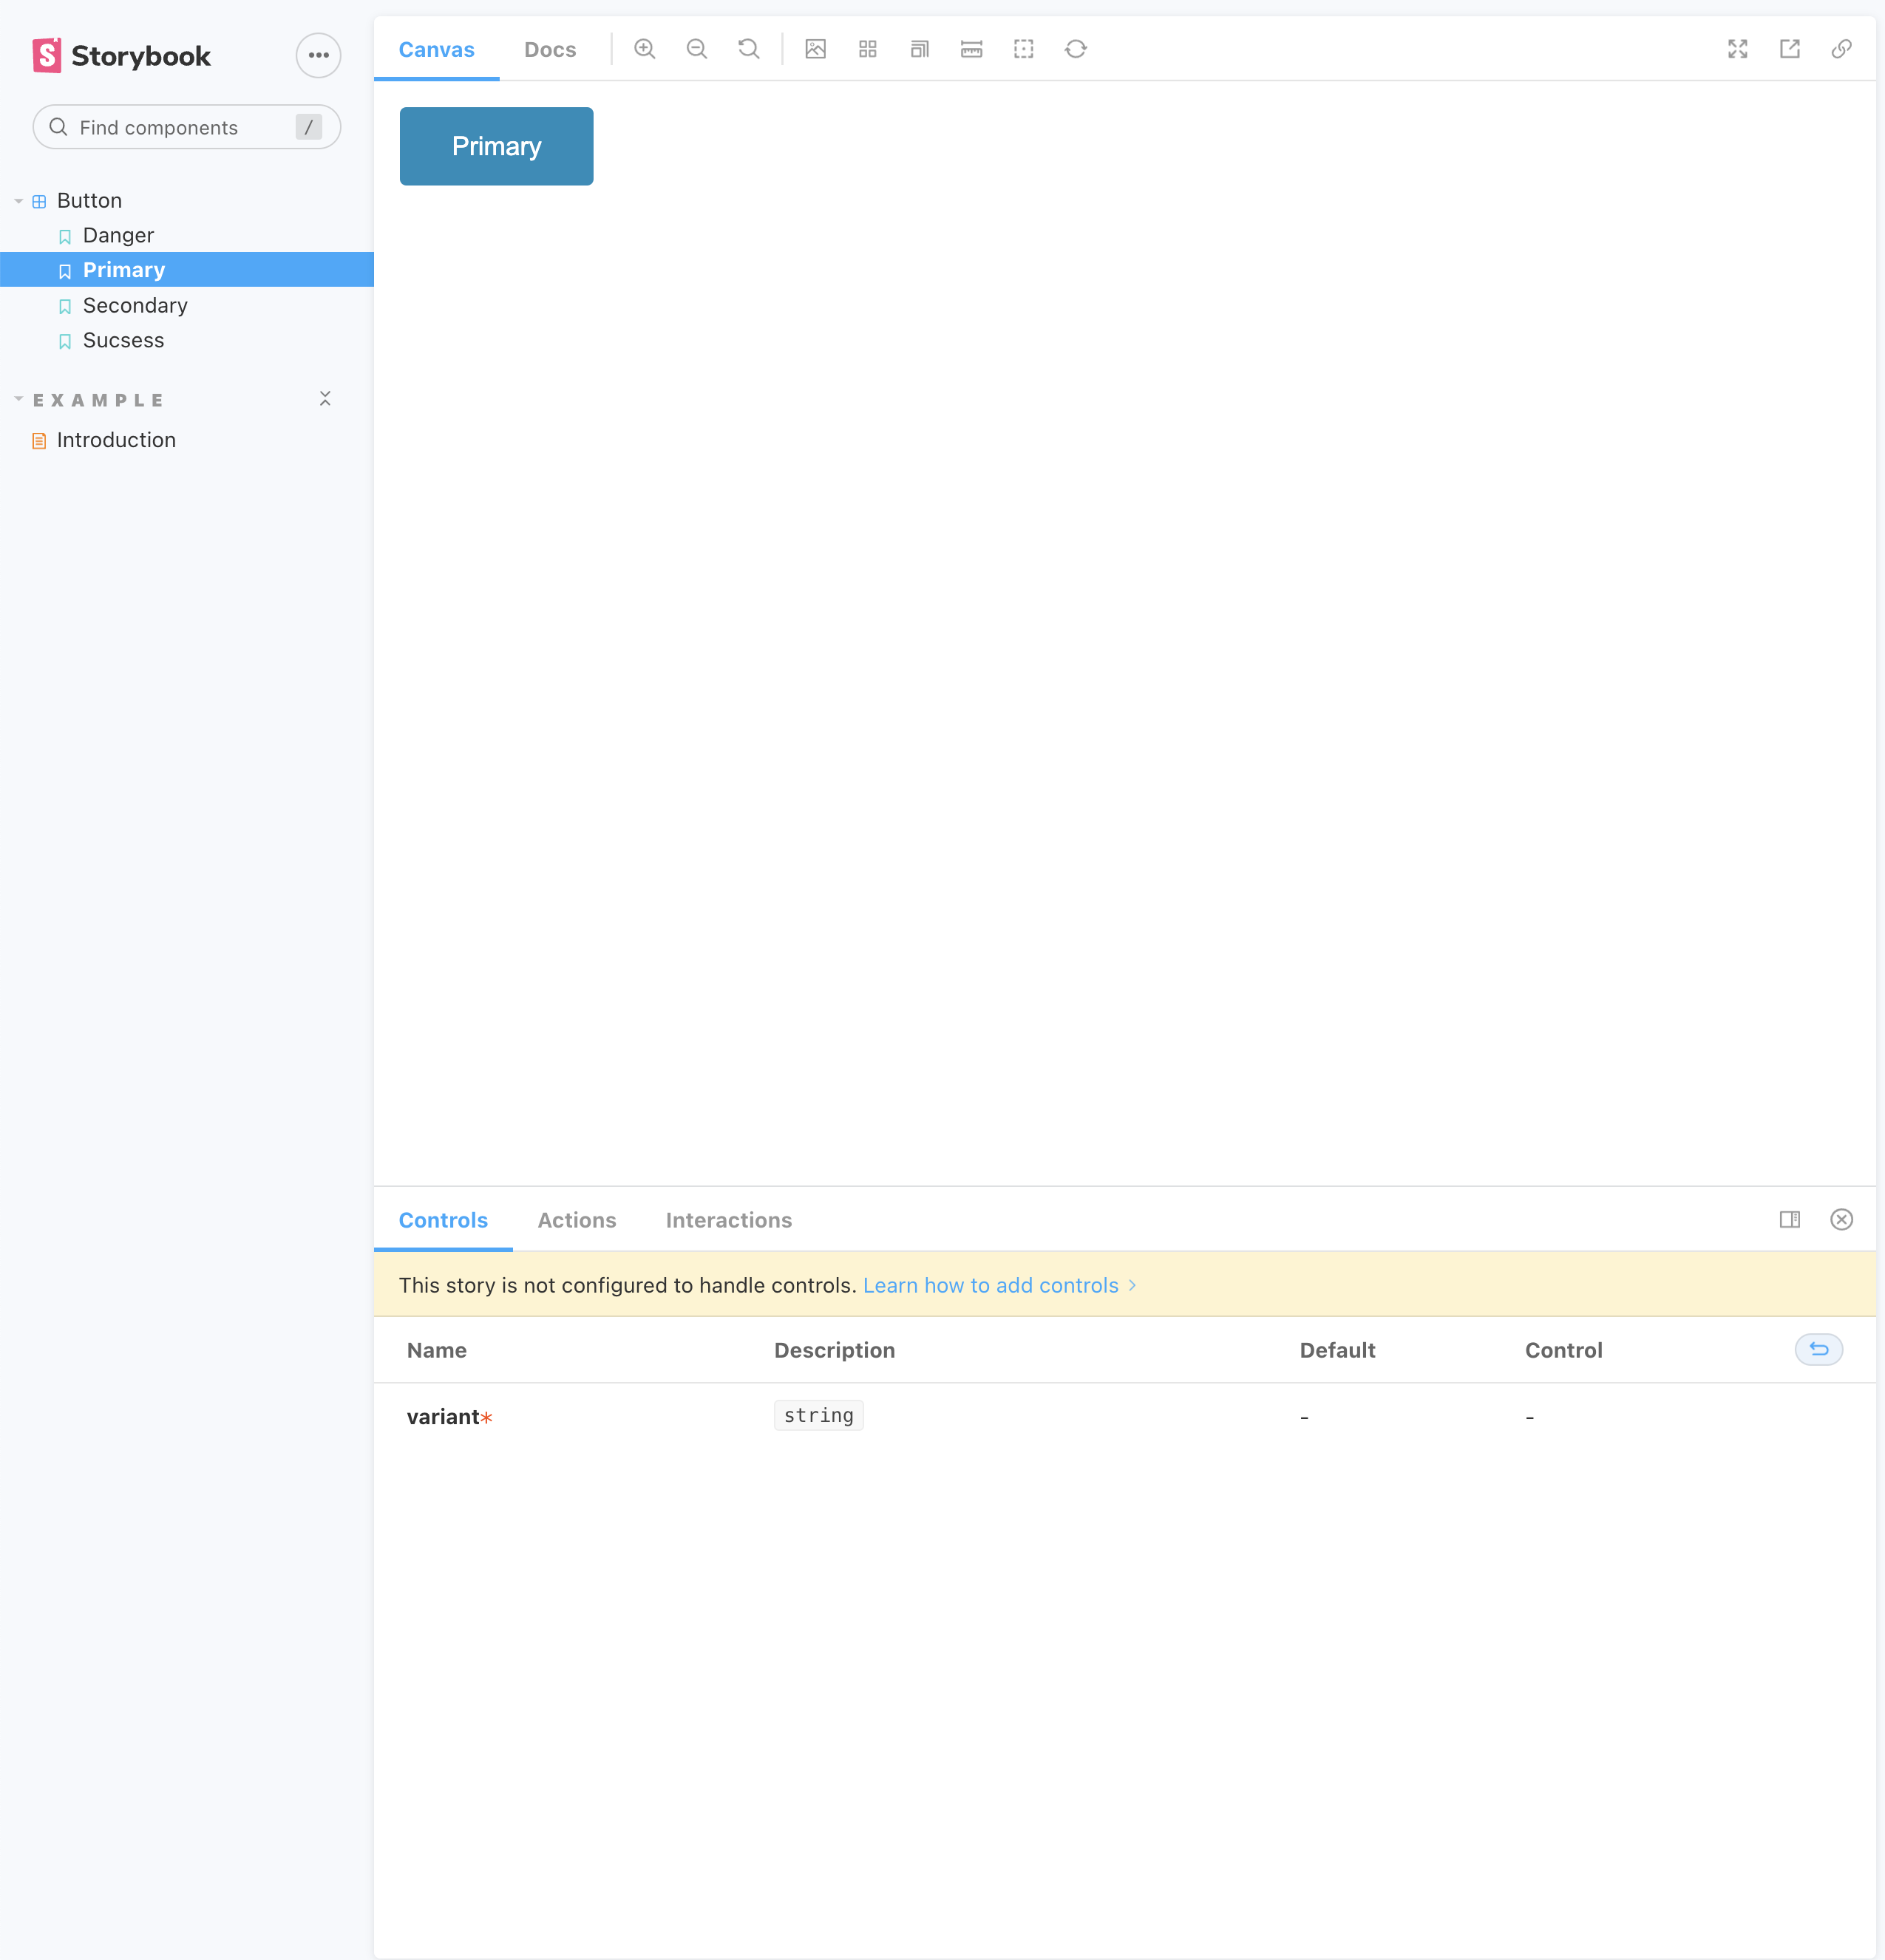 Storybook
Find components /
Button
Danger
Primary
Secondary
Sucsess
EXAMPLE
Introduction
Canvas Docs
Primary
Controls Actions Interactions
This story is not configured to handle controls. Learn how to add controls
Name Description Default Control
variant* string - -